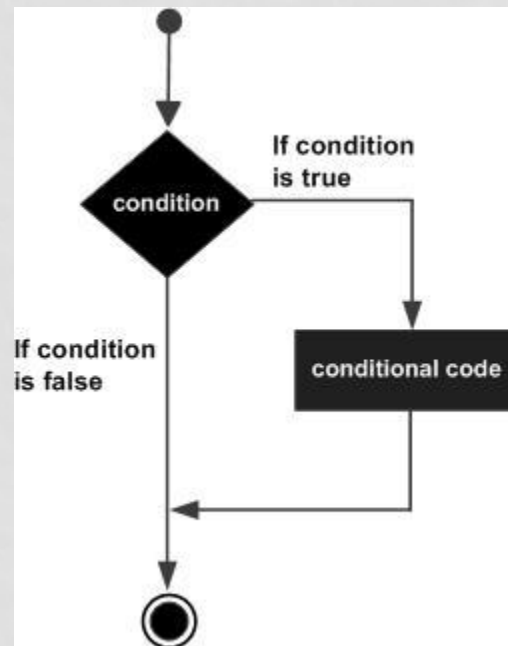 If condition
is true
condition
If condition
is false
conditional code